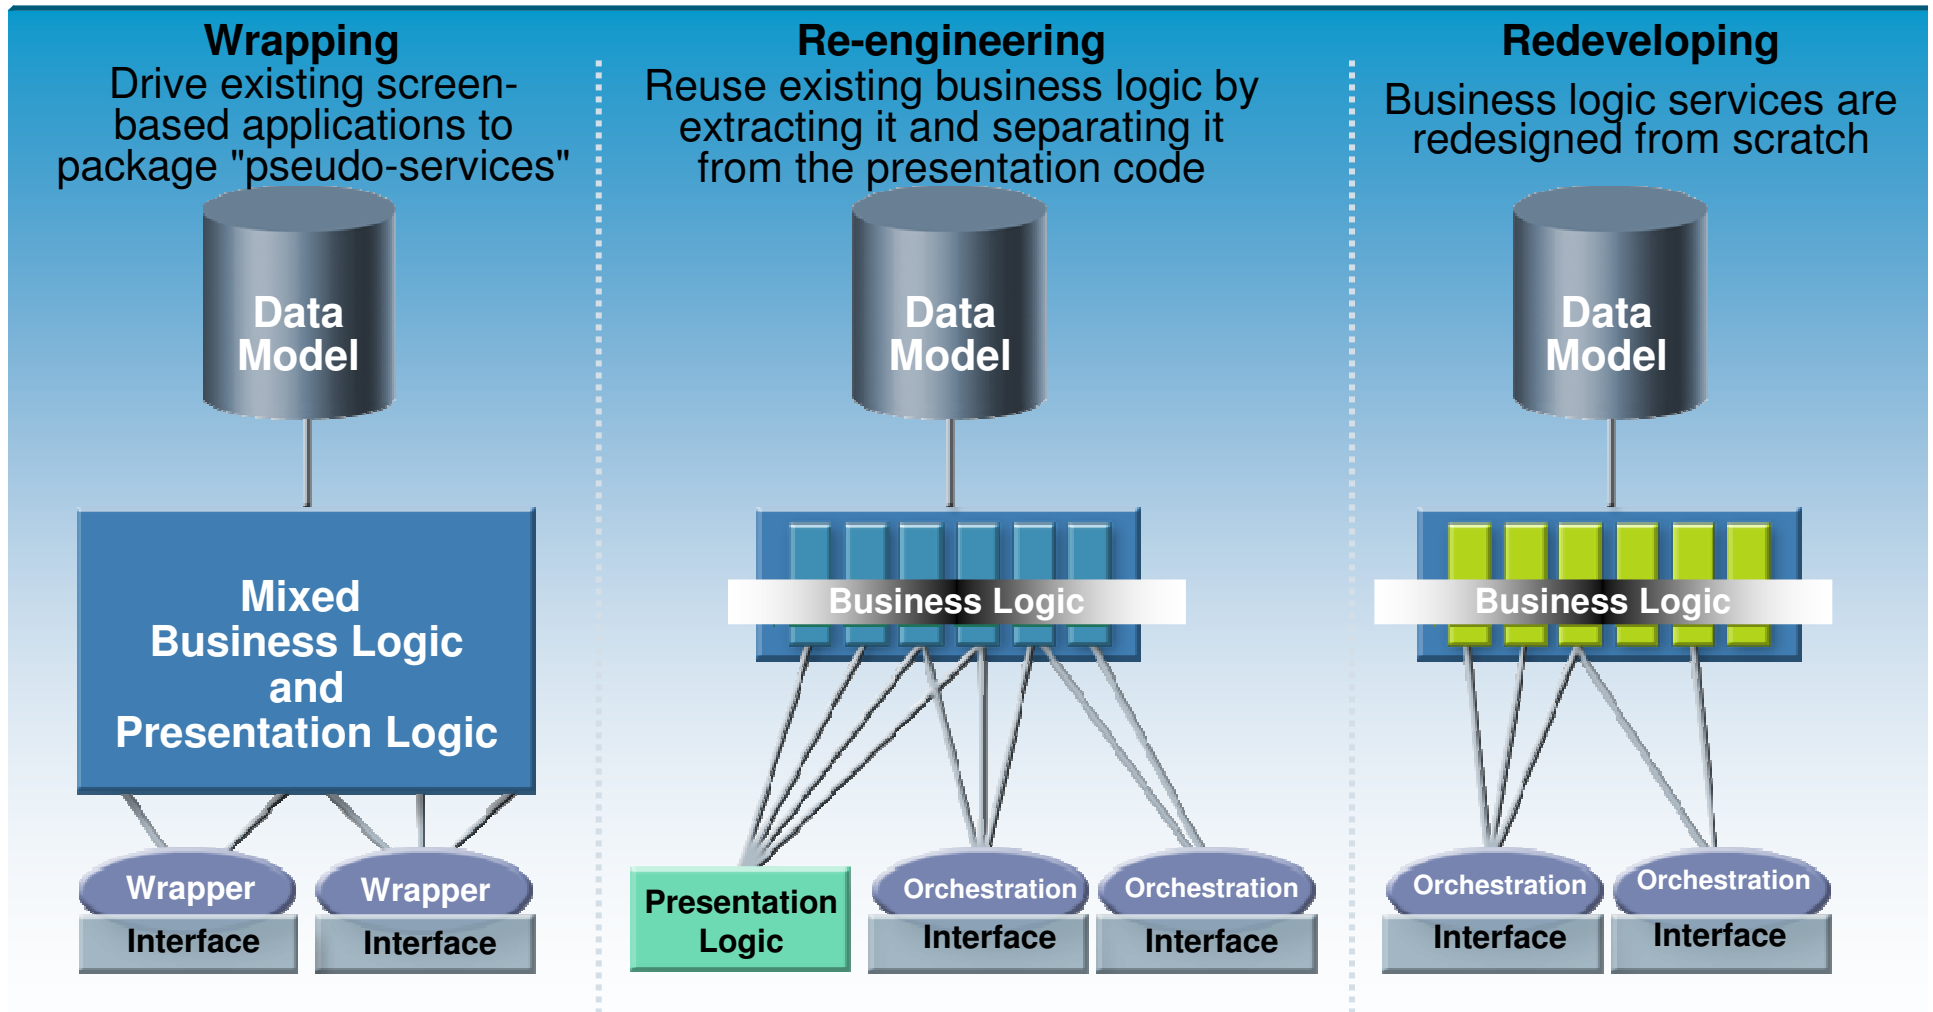 Wrapping
Drive existing screen-
based applications to
package "pseudo-services"
Data
Model
Mixed
Business Logic
and
Presentation Logic
Wrapper
Interface
Wrapper
Interface
Re-engineering
Reuse existing business logic by
extracting it and separating it
from the presentation code
Data
Model
Business Logic
Presentation
Logic
Orchestration
Interface
Orchestration
Interface
Redeveloping
Business logic services are
redesigned from scratch
Data
Model
Business Logic
Orchestration
Interface
Orchestration
Interface